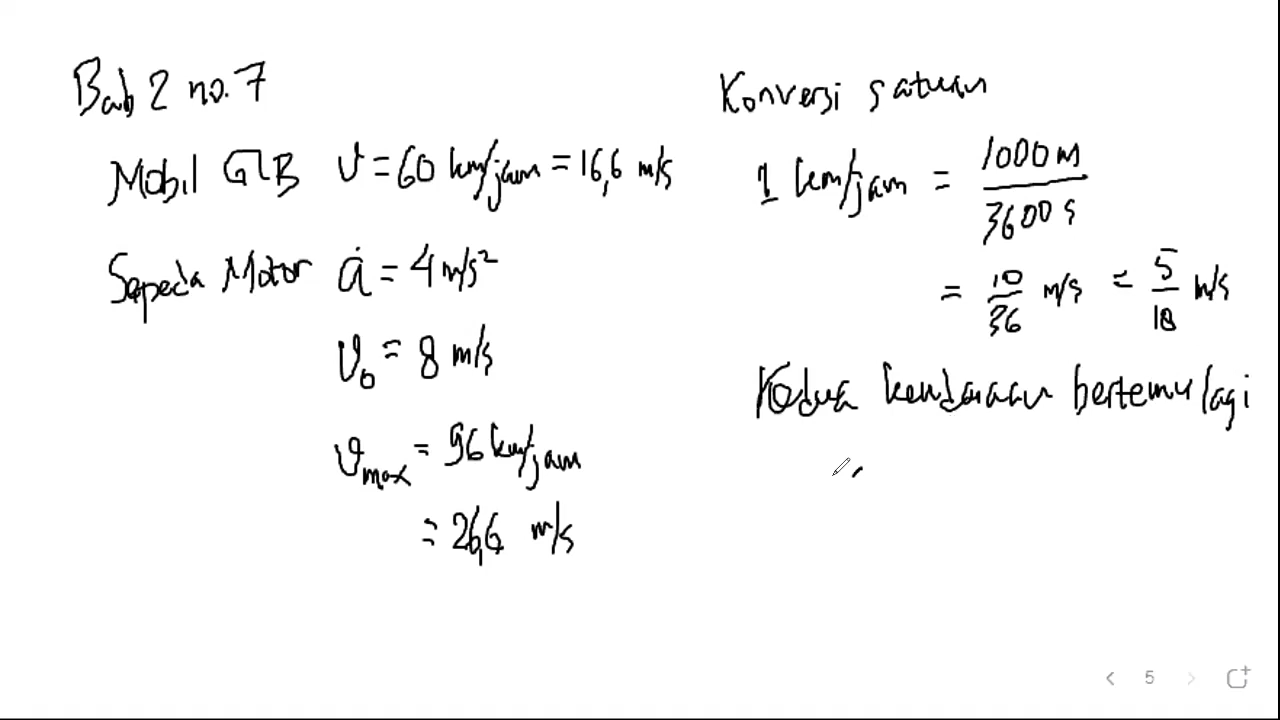 Bab 2 no. 7
Mobil GLB v = 60 km/jam = 16,6 m/s
Sepeda Motor a = 4 m/s²
v₀ = 8 m/s
v max = 96 km/jam
= 26,6 m/s
Konversi satuan
1 km/jam = 1000 m / 3600 s
= 10/36 m/s = 5/18 m/s
Kedua kendaraan bertemu lagi
5